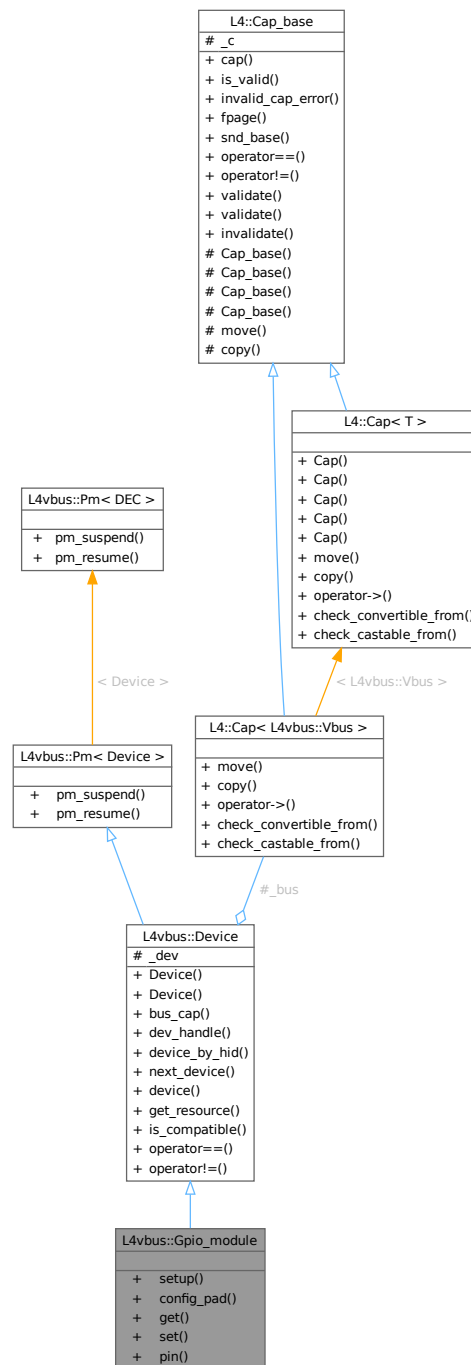 L4::Cap_base
# _c
+ cap()
+ is_valid()
+ invalid_cap_error()
+ fpage()
+ snd_base()
+ operator==()
+ operator!=()
+ validate()
+ validate()
+ invalidate()
# Cap_base()
# Cap_base()
# Cap_base()
# Cap_base()
# move()
# copy()
L4::Cap< T >
+ Cap()
+ Cap()
+ Cap()
+ Cap()
+ Cap()
+ move()
+ copy()
+ operator->()
+ check_convertible_from()
+ check_castable_from()
L4vbus::Pm< DEC >
+ pm_suspend()
+ pm_resume()
< Device >
< L4vbus::Vbus >
L4::Cap< L4vbus::Vbus >
+ move()
+ copy()
+ operator->()
+ check_convertible_from()
+ check_castable_from()
L4vbus::Pm< Device >
+ pm_suspend()
+ pm_resume()
#_bus
L4vbus::Device
# _dev
+ Device()
+ Device()
+ bus_cap()
+ dev_handle()
+ device_by_hid()
+ next_device()
+ device()
+ get_resource()
+ is_compatible()
+ operator==()
+ operator!=()
L4vbus::Gpio_module
+ setup()
+ config_pad()
+ get()
+ set()
+ pin()